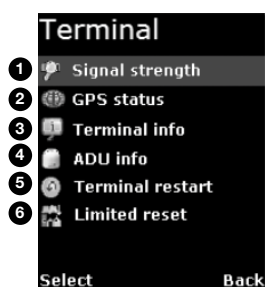 Terminal
1 Signal strength
2 GPS status
3 Terminal info
4 ADU info
5 Terminal restart
6 Limited reset
Select Back